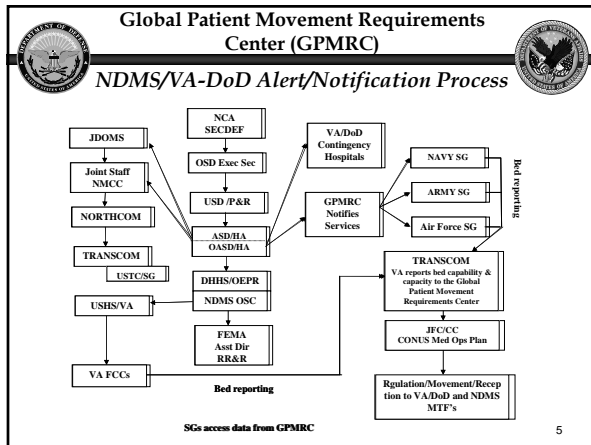 Global Patient Movement Requirements
Center (GPMRC)
NDMS/VA-DoD Alert/Notification Process
NCA
SECDEF
JDOMS
VA/DoD
Contingency
Hospitals
NAVY SG
OSD Exec Sec
Joint Staff
NMCC
Bed reporting
ARMY SG
USD /P&R
GPMRC
Notifies
Services
NORTHCOM
Air Force SG
ASD/HA
OASD/HA
TRANSCOM
USTC/SG
TRANSCOM
VA reports bed capability &
capacity to the Global
Patient Movement
Requirements Center
DHHS/OEPR
NDMS OSC
USHS/VA
FEMA
Asst Dir
RR&R
JFC/CC
CONUS Med Ops Plan
VA FCCs
Bed reporting
Rgulation/Movement/Recep
tion to VA/DoD and NDMS
MTF's
SGs access data from GPMRC
5